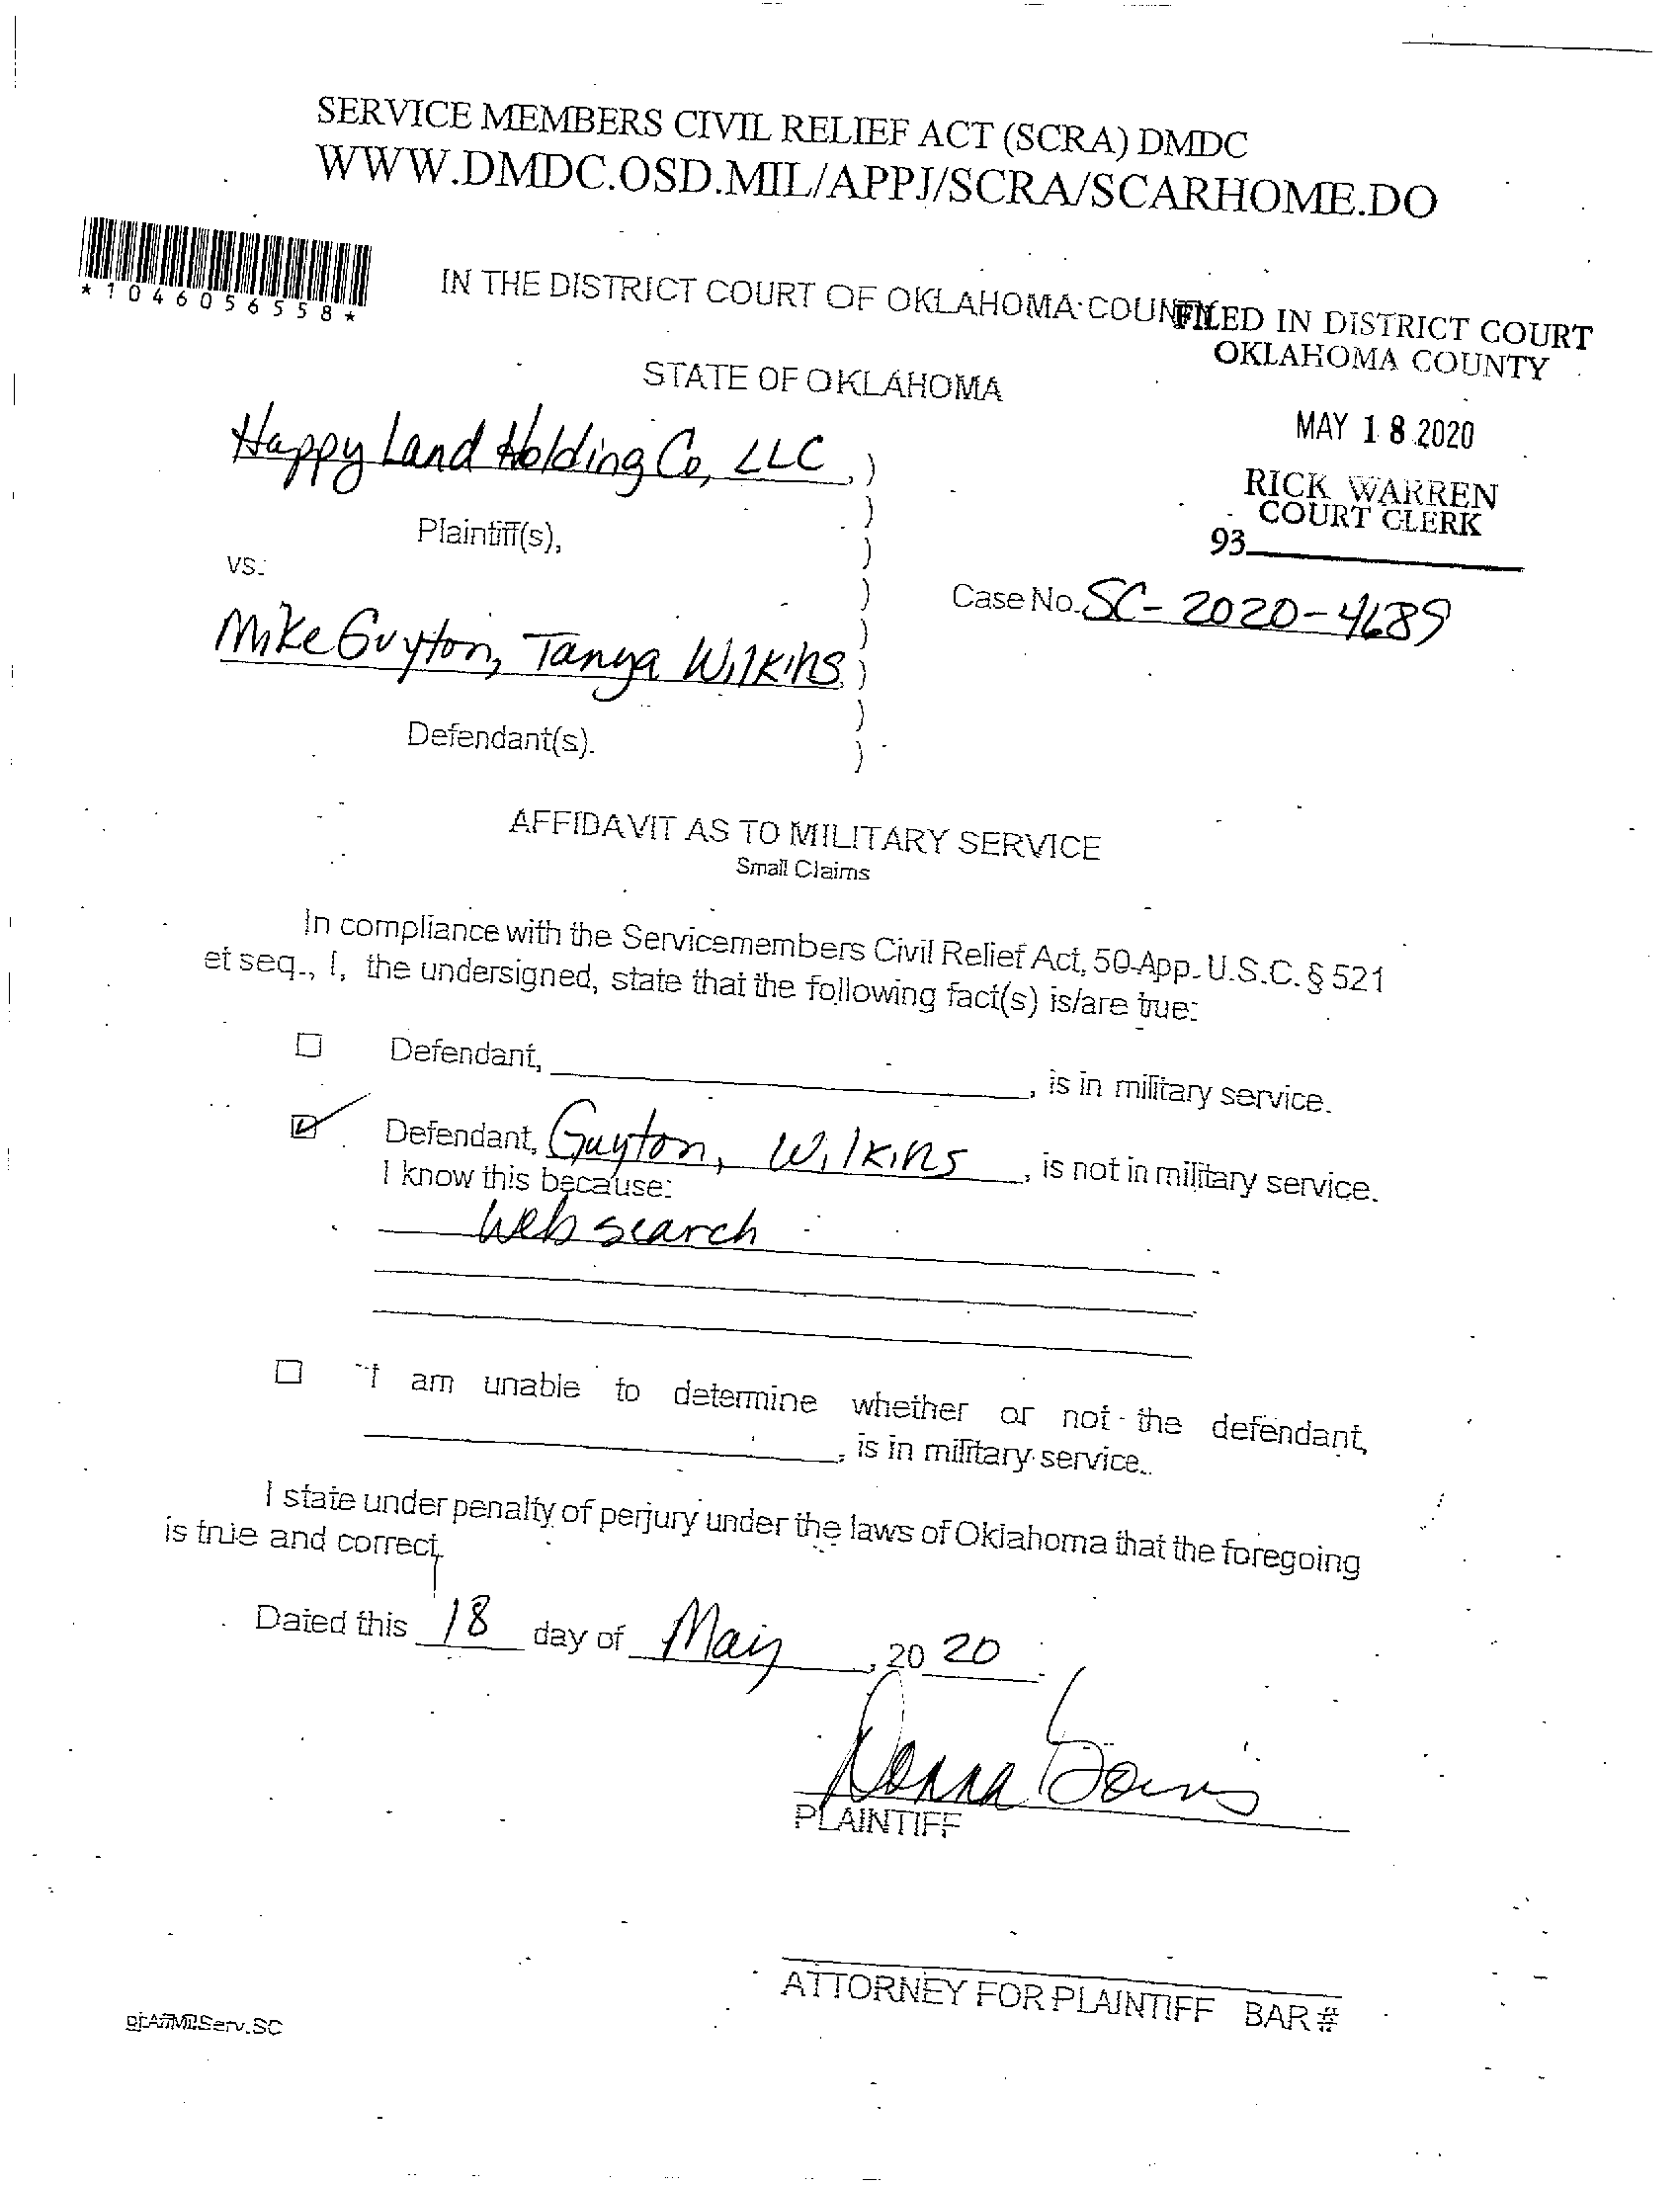 SERVICE MEMBERS CIVIL RELIEF ACT (SCRA) DMDC
WWW.DMDC.OSD.MIL/APPJ/SCRA/SCARHOME.DO
*1046056558*
IN THE DISTRICT COURT OF OKLAHOMA COUNTY
FILED IN DISTRICT COURT
OKLAHOMA COUNTY
STATE OF OKLAHOMA
MAY 18 2020
RICK WARREN
COURT CLERK
93
Happy Land Holding Co, LLC,)
Plaintiff(s),
vs.
Case No. SC-2020-4689
Mike Guyton, Tanya Wilkins
Defendant(s).
AFFIDAVIT AS TO MILITARY SERVICE
Small Claims
In compliance with the Servicemembers Civil Relief Act, 50 App. U.S.C. § 521
et seq., I, the undersigned, state that the following fact(s) is/are true:
☐ Defendant, , is in military service.
☑ Defendant, Guyton, Wilkins, is not in military service.
I know this because:
Web search
☐ I am unable to determine whether or not the defendant,
, is in military service.
I state under penalty of perjury under the laws of Oklahoma that the foregoing
is true and correct.
Dated this 18 day of May, 20 20.
Donna
PLAINTIFF
ATTORNEY FOR PLAINTIFF BAR #